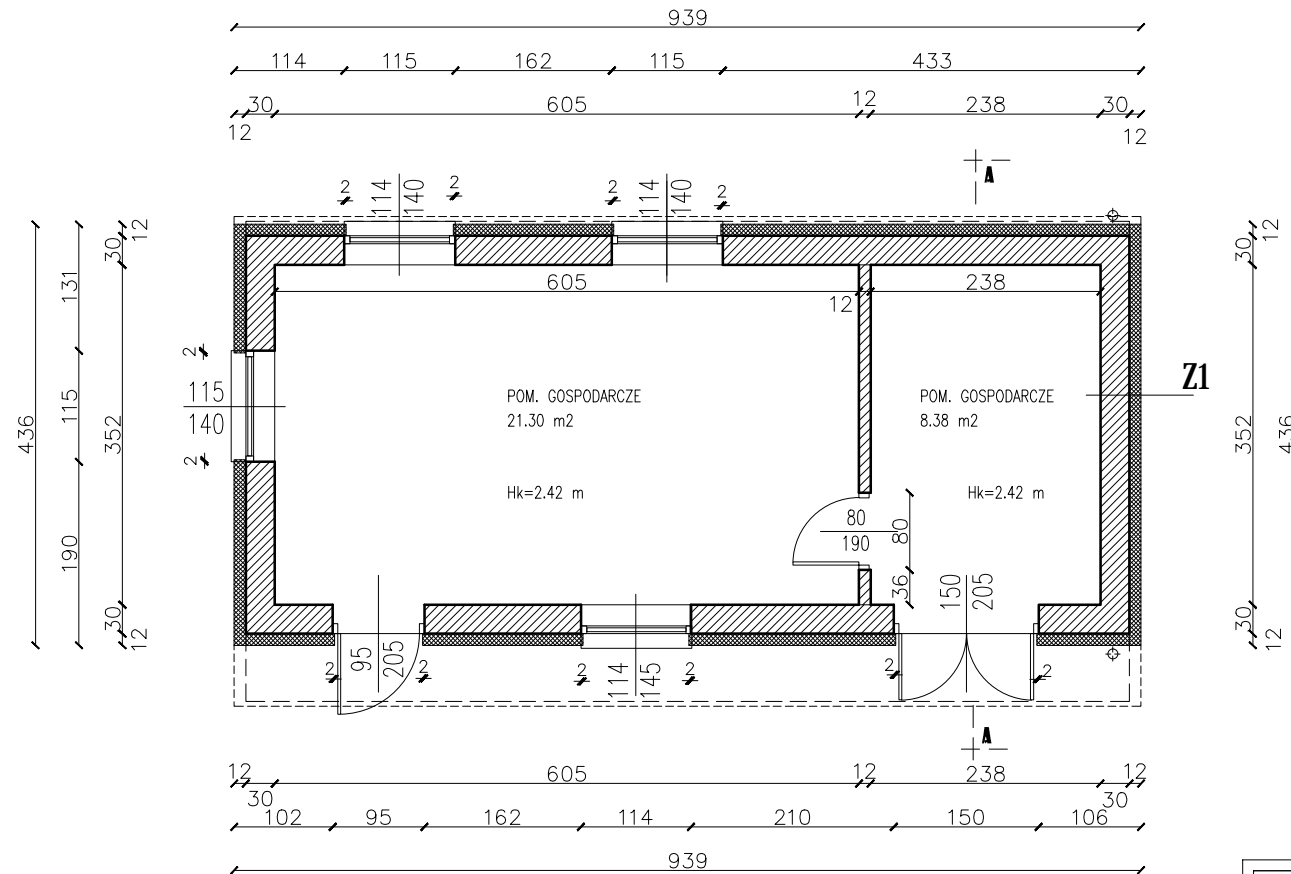 939
114 115 162 115 433
30 605 12 238 30
12 12
A
2 114 140 2 2 114 140 2
12 12
30 30
605 238
12
131
2
115 140
2
115
436 352
190
POM. GOSPODARCZE
21.30 m2
Hk=2.42 m
POM. GOSPODARCZE
8.38 m2
Hk=2.42 m
Z1
352 436
80
190
80
36
150 205
30 30
12 12
2 95 205 2
2 114 145 2
2 2
A
12 605 12 238 12
30 30
102 95 162 114 210 150 106
939